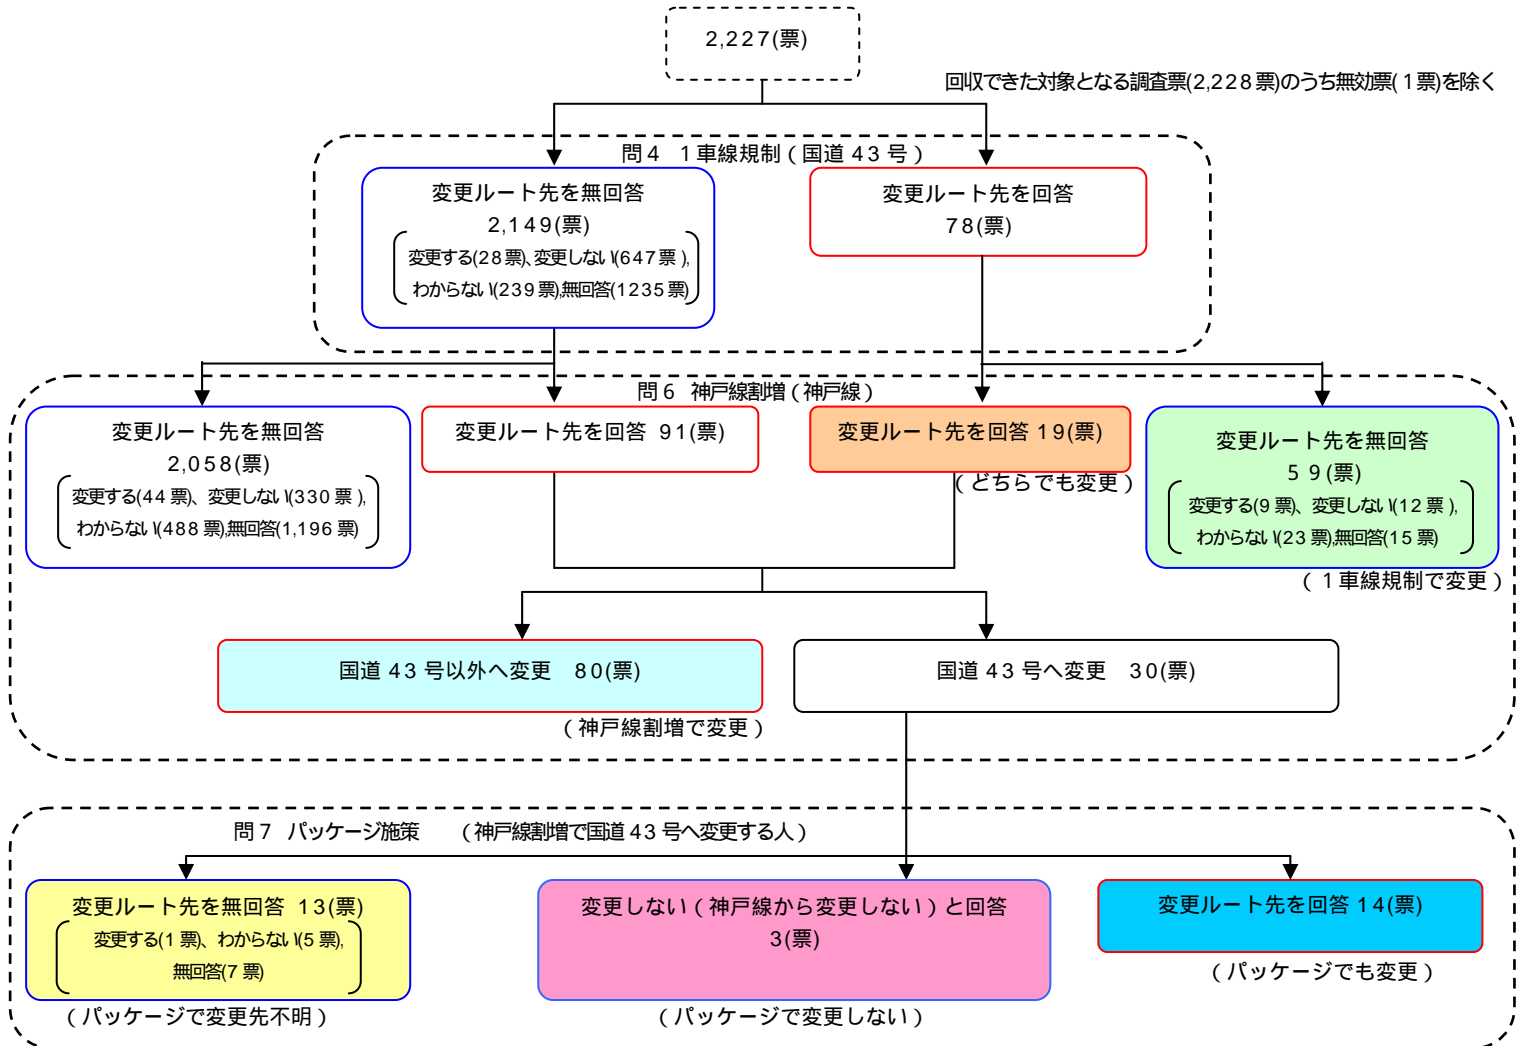 2,227(票)
回収できた対象となる調査票(2,228票)のうち無効票(1票)を除く
問4 1車線規制(国道43号)
変更ルート先を無回答
2,149(票)
変更する(28票)、変更しない(647票),
わからない(239票),無回答(1235票)
変更ルート先を回答
78(票)
問6 神戸線割増(神戸線)
変更ルート先を無回答
2,058(票)
変更する(44票)、変更しない(330票),
わからない(488票),無回答(1,196票)
変更ルート先を回答 91(票)
変更ルート先を回答 19(票)
(どちらでも変更)
変更ルート先を無回答
59(票)
変更する(9票)、変更しない(12票),
わからない(23票),無回答(15票)
(1車線規制で変更)
国道43号以外へ変更 80(票)
(神戸線割増で変更)
国道43号へ変更 30(票)
問7 パッケージ施策 (神戸線割増で国道43号へ変更する人)
変更ルート先を無回答 13(票)
変更する(1票)、わからない(5票),
無回答(7票)
(パッケージで変更先不明)
変更しない(神戸線から変更しない)と回答
3(票)
(パッケージで変更しない)
変更ルート先を回答 14(票)
(パッケージでも変更)